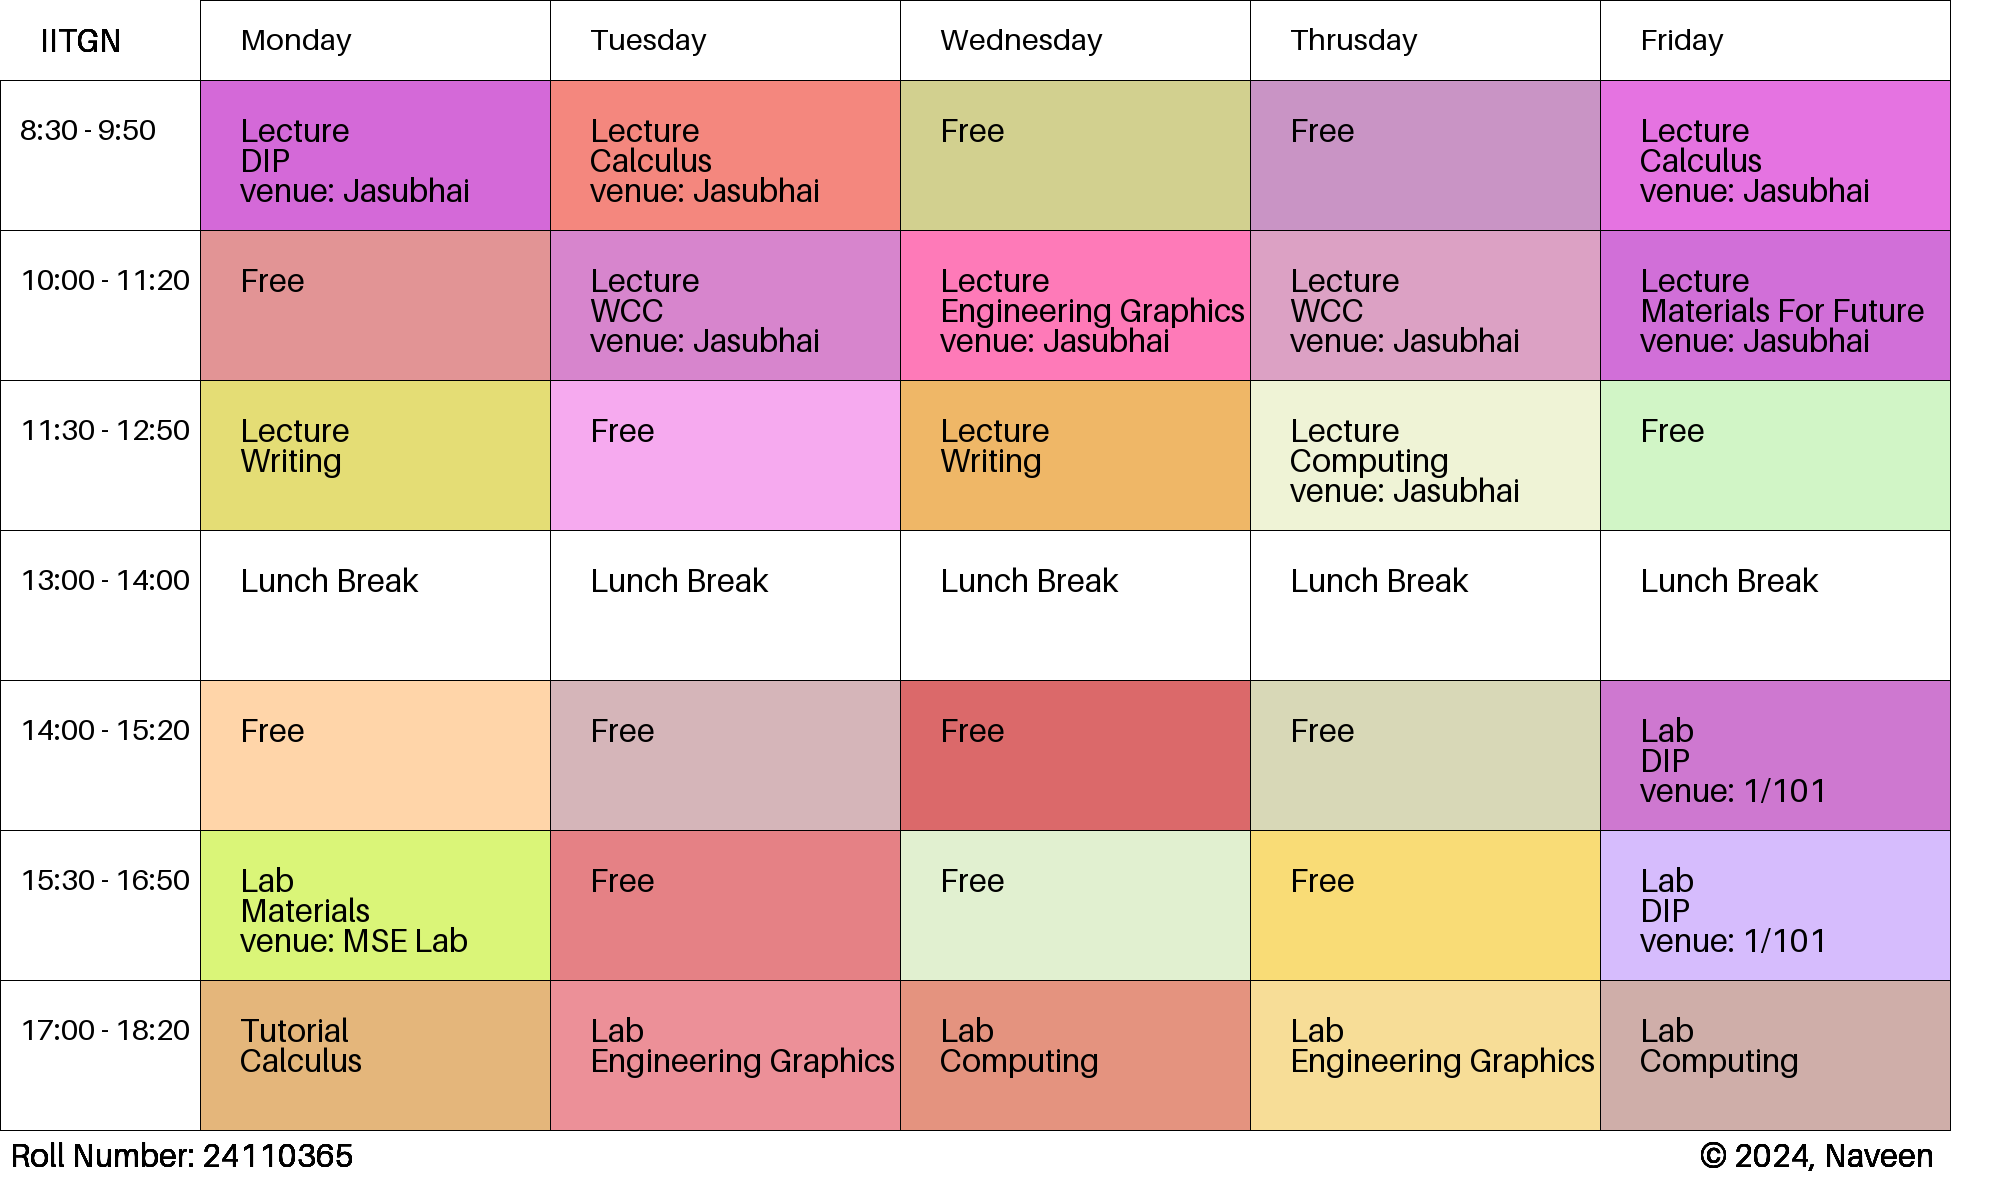 IITGN
Monday
Tuesday
Wednesday
Thrusday
Friday
8:30 - 9:50
Lecture
DIP
venue: Jasubhai
Lecture
Calculus
venue: Jasubhai
Free
Free
Lecture
Calculus
venue: Jasubhai
10:00 - 11:20
Free
Lecture
WCC
venue: Jasubhai
Lecture
Engineering Graphics
venue: Jasubhai
Lecture
WCC
venue: Jasubhai
Lecture
Materials For Future
venue: Jasubhai
11:30 - 12:50
Lecture
Writing
Free
Lecture
Writing
Lecture
Computing
venue: Jasubhai
Free
13:00 - 14:00
Lunch Break
Lunch Break
Lunch Break
Lunch Break
Lunch Break
14:00 - 15:20
Free
Free
Free
Free
Lab
DIP
venue: 1/101
15:30 - 16:50
Lab
Materials
venue: MSE Lab
Free
Free
Free
Lab
DIP
venue: 1/101
17:00 - 18:20
Tutorial
Calculus
Lab
Engineering Graphics
Lab
Computing
Lab
Engineering Graphics
Lab
Computing
Roll Number: 24110365
© 2024, Naveen